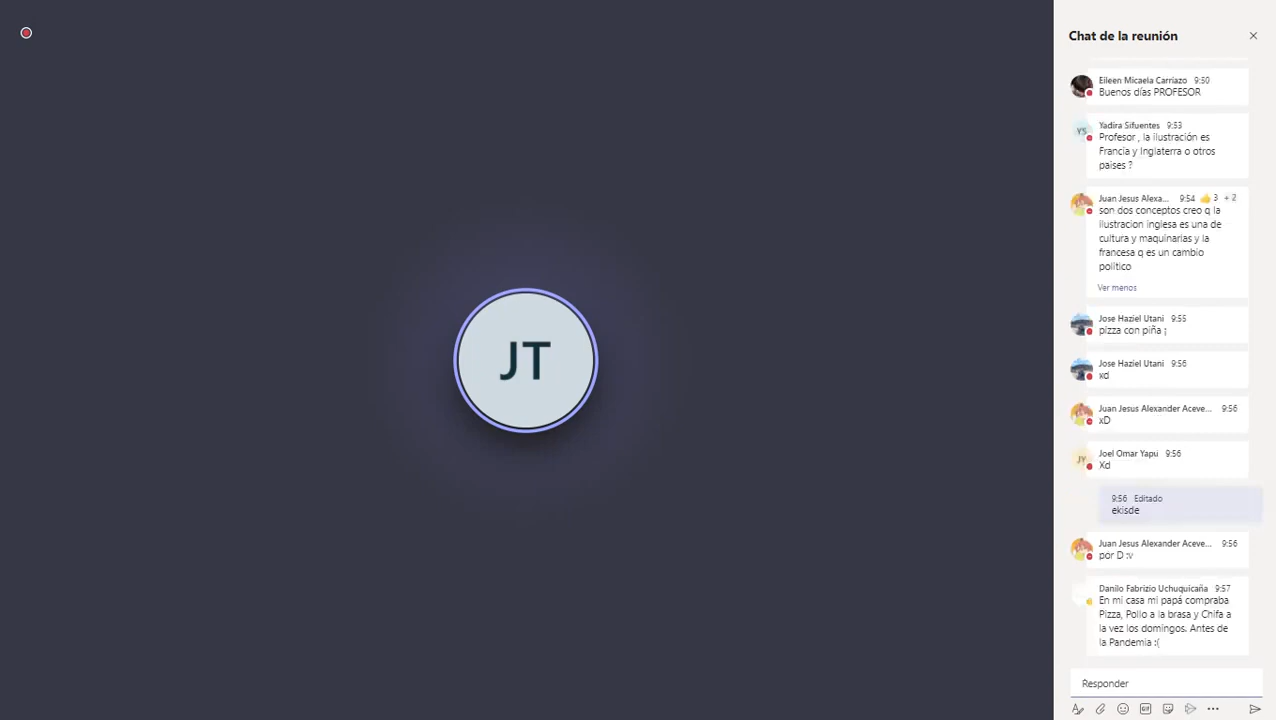 Chat de la reunión
Eileen Micaela Carriazo 9:50
Buenos días PROFESOR
YS
Yadira Sifuentes 9:53
Profesor , la ilustración es
Francia y Inglaterra o otros
paises ?
Juan Jesus Alexa... 9:54 👍 3 + 2
son dos conceptos creo q la
ilustracion inglesa es una de
cultura y maquinarias y la
francesa q es un cambio
politico
Ver menos
Jose Haziel Utani 9:55
pizza con piña ;
Jose Haziel Utani 9:56
xd
Juan Jesus Alexander Aceve... 9:56
xD
JY
Joel Omar Yapu 9:56
Xd
9:56 Editado
ekisde
Juan Jesus Alexander Aceve... 9:56
por D :v
Danilo Fabrizio Uchuquicaña 9:57
En mi casa mi papá compraba
Pizza, Pollo a la brasa y Chifa a
la vez los domingos. Antes de
la Pandemia :(
Responder
GIF
JT